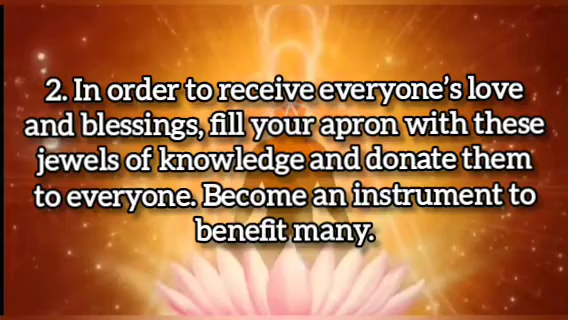 2. In order to receive everyone's love
and blessings, fill your apron with these
jewels of knowledge and donate them
to everyone. Become an instrument to
benefit many.